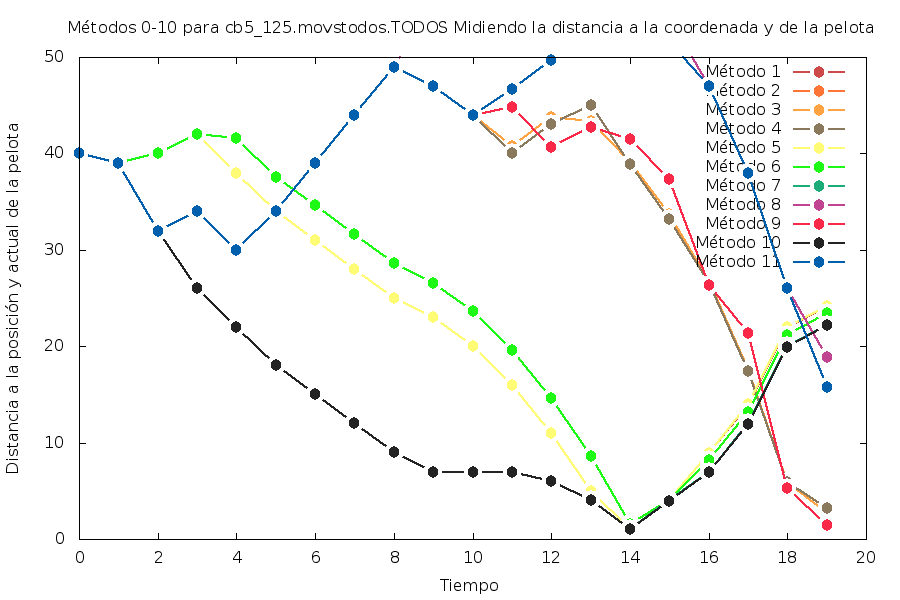 Métodos 0-10 para cb5_125.movstodos.TODOS Midiendo la distancia a la coordenada y de la pelota
Distancia a la posición y actual de la pelota
50
40
30
20
10
0
Método 1
Método 2
Método 3
Método 4
Método 5
Método 6
Método 7
Método 8
Método 9
Método 10
Método 11
0 2 4 6 8 10 12 14 16 18 20
Tiempo